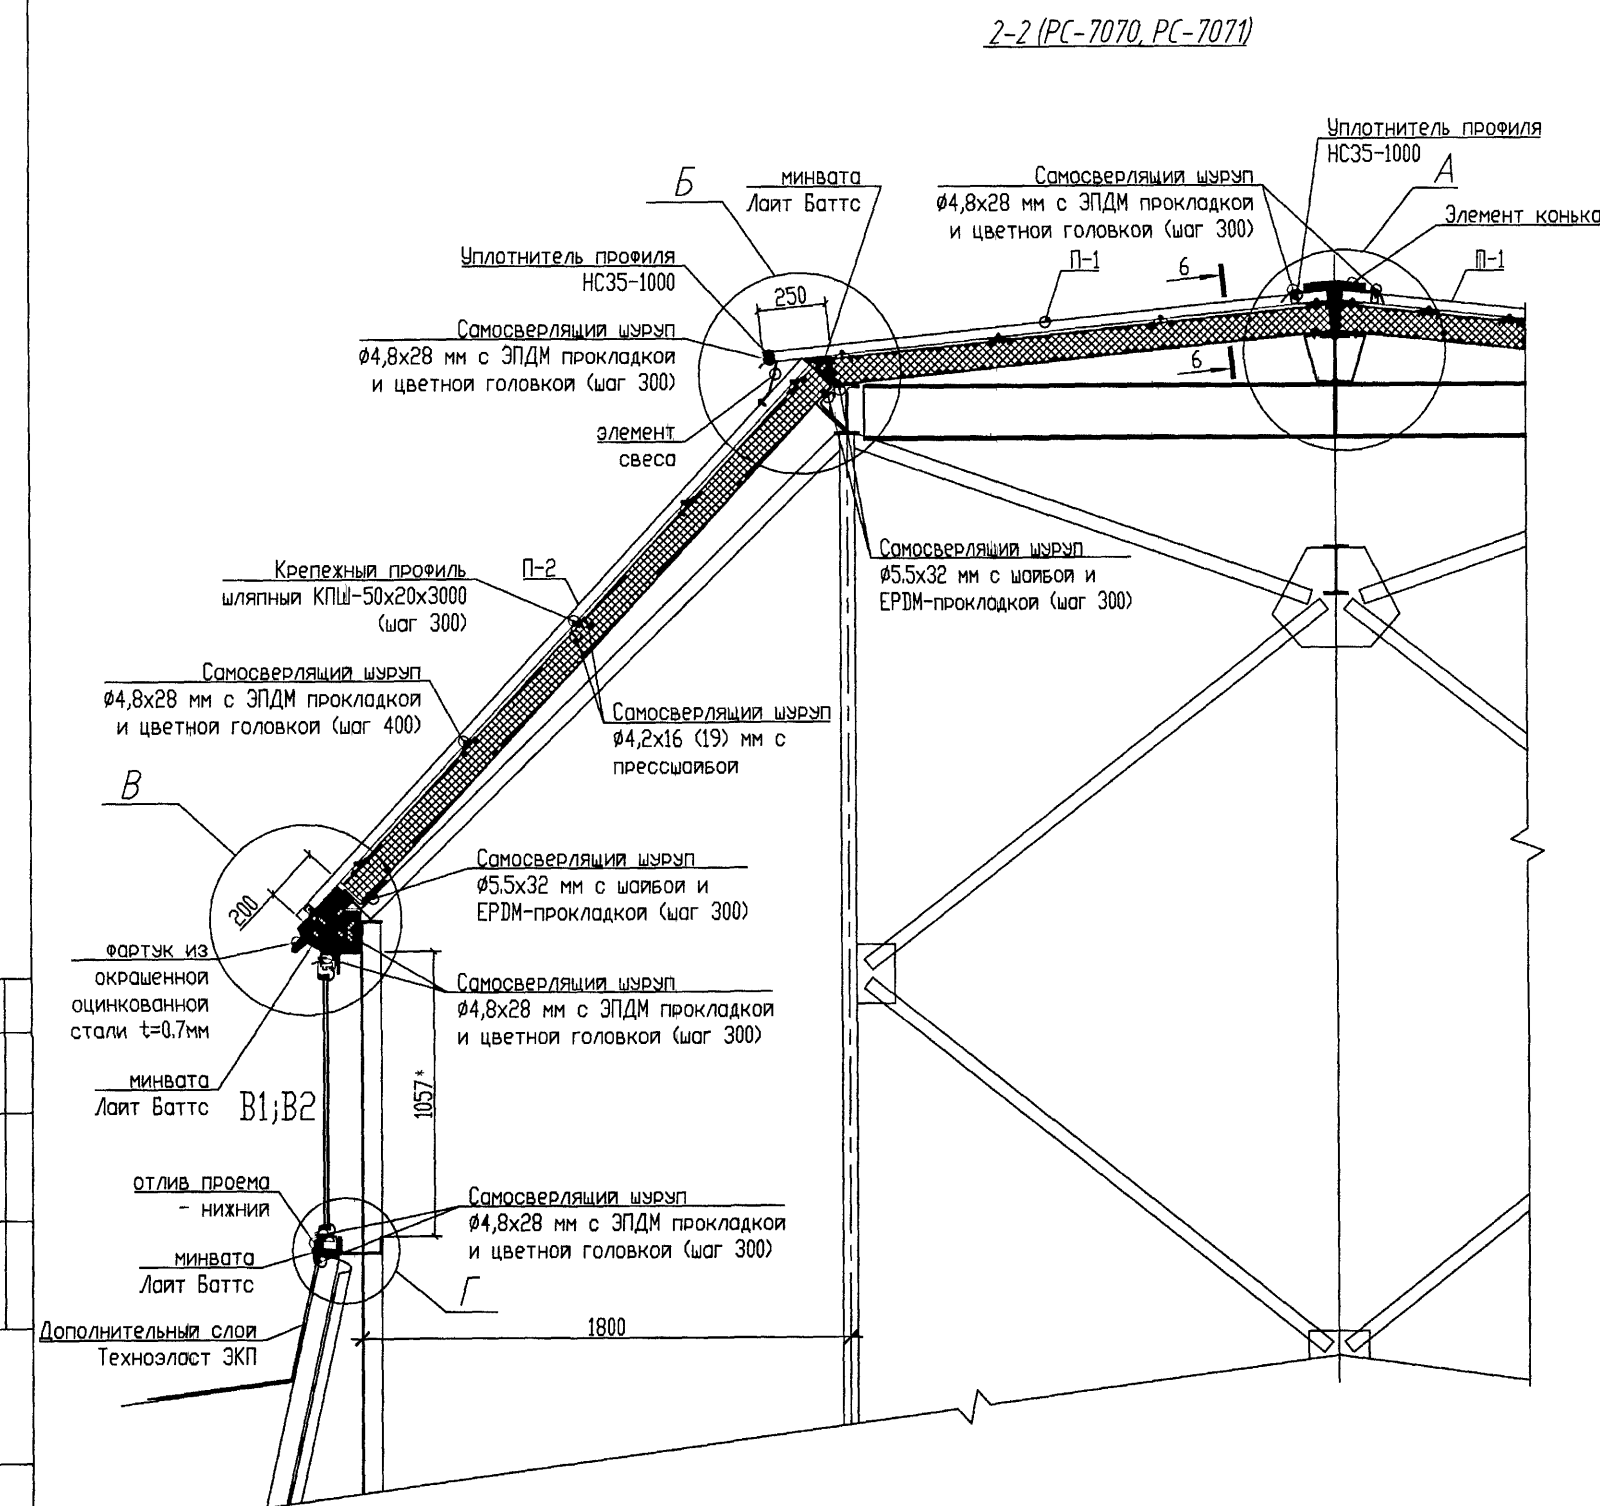 2-2 (РС-7070, РС-7071)
Уплотнитель профиля
НС35-1000
А
Самосверлящий шуруп
Ø4,8х28 мм с ЭПДМ прокладкой
и цветной головкой (шаг 300)
Элемент конька
Б
минвата
Лайт Баттс
Уплотнитель профиля
НС35-1000
250
П-1
6
П-1
Самосверлящий шуруп
Ø4,8х28 мм с ЭПДМ прокладкой
и цветной головкой (шаг 300)
6
элемент
свеса
Самосверлящий шуруп
Ø5.5х32 мм с шайбой и
EPDM-прокладкой (шаг 300)
Крепежный профиль
шляпный КПШ-50х20х3000
(шаг 300)
П-2
Самосверлящий шуруп
Ø4,8х28 мм с ЭПДМ прокладкой
и цветной головкой (шаг 400)
Самосверлящий шуруп
Ø4,2х16 (19) мм с
прессшайбой
В
200
Самосверлящий шуруп
Ø5.5х32 мм с шайбой и
EPDM-прокладкой (шаг 300)
фартук из
окрашенной
оцинкованной
стали t=0.7мм
Самосверлящий шуруп
Ø4,8х28 мм с ЭПДМ прокладкой
и цветной головкой (шаг 300)
минвата
Лайт Баттс
В1;В2
1057*
отлив проема
- нижний
Самосверлящий шуруп
Ø4,8х28 мм с ЭПДМ прокладкой
и цветной головкой (шаг 300)
минвата
Лайт Баттс
Г
Дополнительный слой
Техноэласт ЭКП
1800